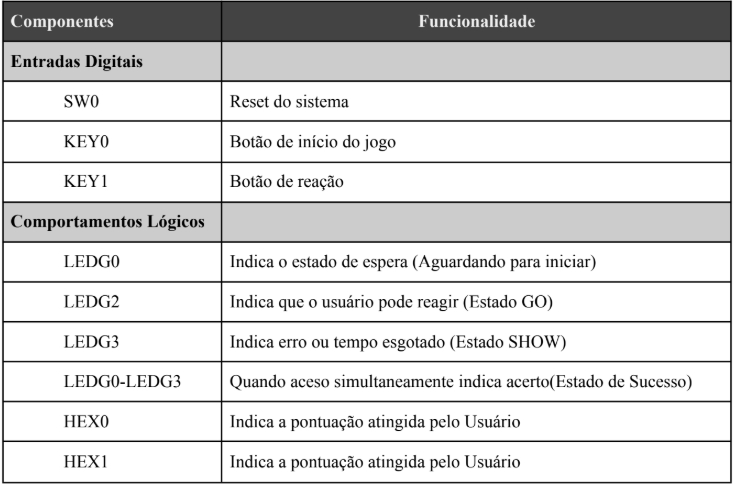 Componentes Funcionalidade
Entradas Digitais
SW0 Reset do sistema
KEY0 Botão de início do jogo
KEY1 Botão de reação
Comportamentos Lógicos
LEDG0 Indica o estado de espera (Aguardando para iniciar)
LEDG2 Indica que o usuário pode reagir (Estado GO)
LEDG3 Indica erro ou tempo esgotado (Estado SHOW)
LEDG0-LEDG3 Quando aceso simultaneamente indica acerto(Estado de Sucesso)
HEX0 Indica a pontuação atingida pelo Usuário
HEX1 Indica a pontuação atingida pelo Usuário